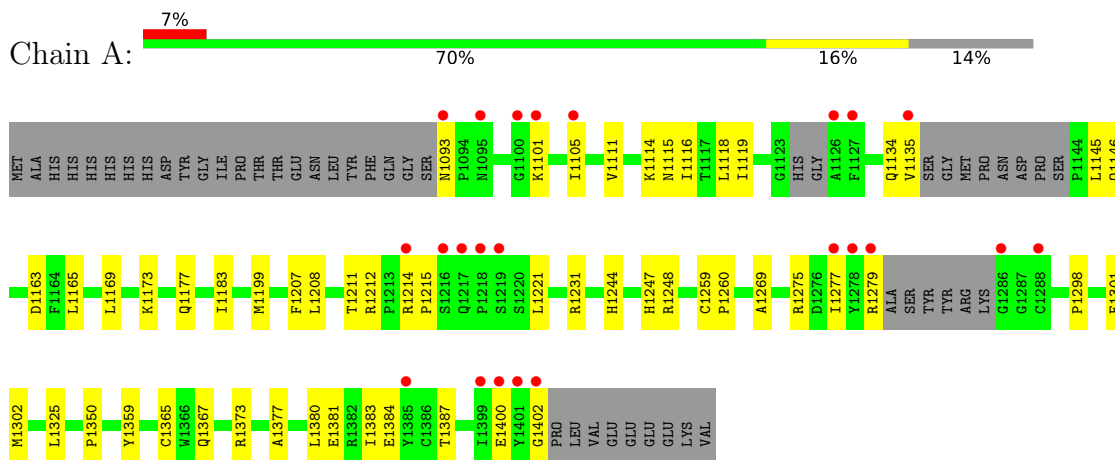 7%
Chain A:
70% 16% 14%
MET ALA HIS HIS HIS HIS HIS HIS ASP TYR GLY ILE PRO THR THR GLU ASN LEU TYR PHE GLN GLY SER N1093 P1094 N1095 G1100 K1101 I1105 V1111 K1114 N1115 I1116 T1117 L1118 I1119 G1123 HIS GLY A1126 F1127 Q1134 V1135 SER GLY MET PRO ASN ASP PRO SER P1144 L1145
D1163 F1164 L1165 L1169 K1173 Q1177 I1183 M1199 F1207 L1208 T1211 R1212 P1213 R1214 P1215 S1216 Q1217 P1218 S1219 S1220 L1221 R1231 H1244 H1247 R1248 C1259 P1260 A1269 R1275 D1276 I1277 Y1278 R1279 ALA SER TYR TYR ARG LYS G1286 G1287 C1288 P1298
M1302 L1325 P1350 Y1359 C1365 W1366 Q1367 R1373 A1377 L1380 E1381 R1382 I1383 E1384 Y1385 C1386 T1387 I1399 E1400 Y1401 G1402 PRO LEU VAL GLU GLU GLU GLU LYS VAL